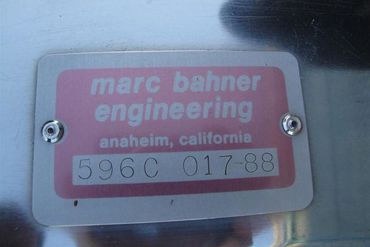 marc bahner
engineering
anaheim, california
596C 017-88